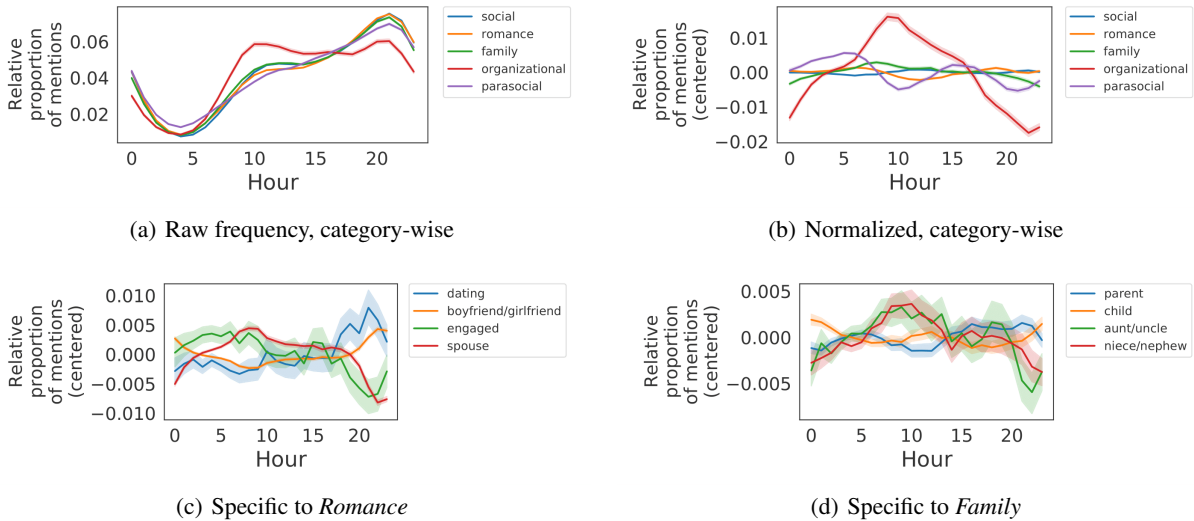 Relative
proportion
of mentions
0.06
0.04
0.02
0
5
10
15
20
Hour
social
romance
family
organizational
parasocial
(a) Raw frequency, category-wise
Relative
proportion
of mentions
(centered)
0.01
0.00
−0.01
−0.02
0
5
10
15
20
Hour
social
romance
family
organizational
parasocial
(b) Normalized, category-wise
Relative
proportion
of mentions
(centered)
0.010
0.005
0.000
−0.005
−0.010
0
5
10
15
20
Hour
dating
boyfriend/girlfriend
engaged
spouse
(c) Specific to Romance
Relative
proportion
of mentions
(centered)
0.005
0.000
−0.005
0
5
10
15
20
Hour
parent
child
aunt/uncle
niece/nephew
(d) Specific to Family